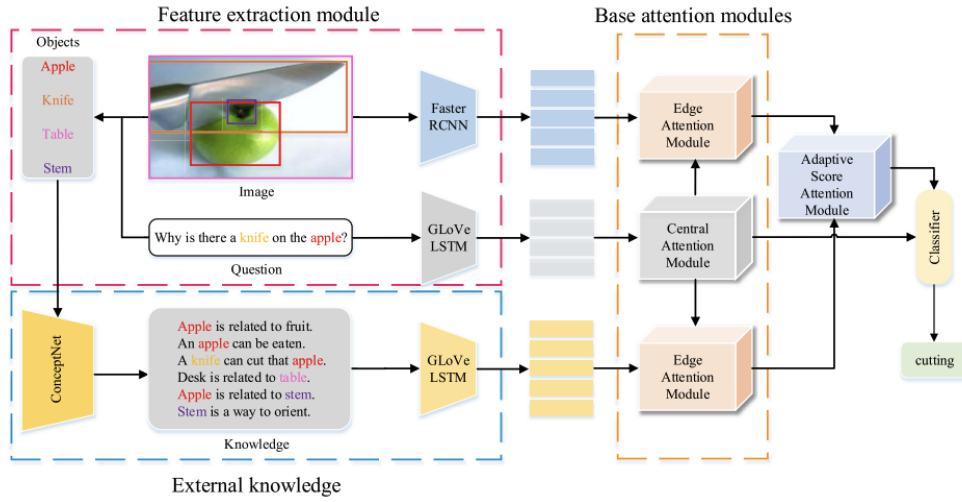 Feature extraction module
Base attention modules
Objects
Apple
Knife
Table
Stem
Image
Faster
RCNN
Edge
Attention
Module
Adaptive
Score
Attention
Module
Why is there a knife on the apple?
Question
GLoVe
LSTM
Central
Attention
Module
Classifier
ConceptNet
Apple is related to fruit.
An apple can be eaten.
A knife can cut that apple.
Desk is related to table.
Apple is related to stem.
Stem is a way to orient.
Knowledge
GLoVe
LSTM
Edge
Attention
Module
cutting
External knowledge